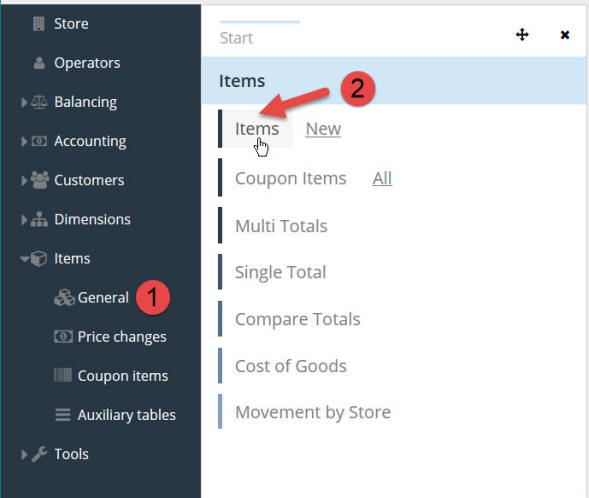 Store
Operators
Balancing
Accounting
Customers
Dimensions
Items
General 1
Price changes
Coupon items
Auxiliary tables
Tools
Start
Items
2
Items New
Coupon Items All
Multi Totals
Single Total
Compare Totals
Cost of Goods
Movement by Store